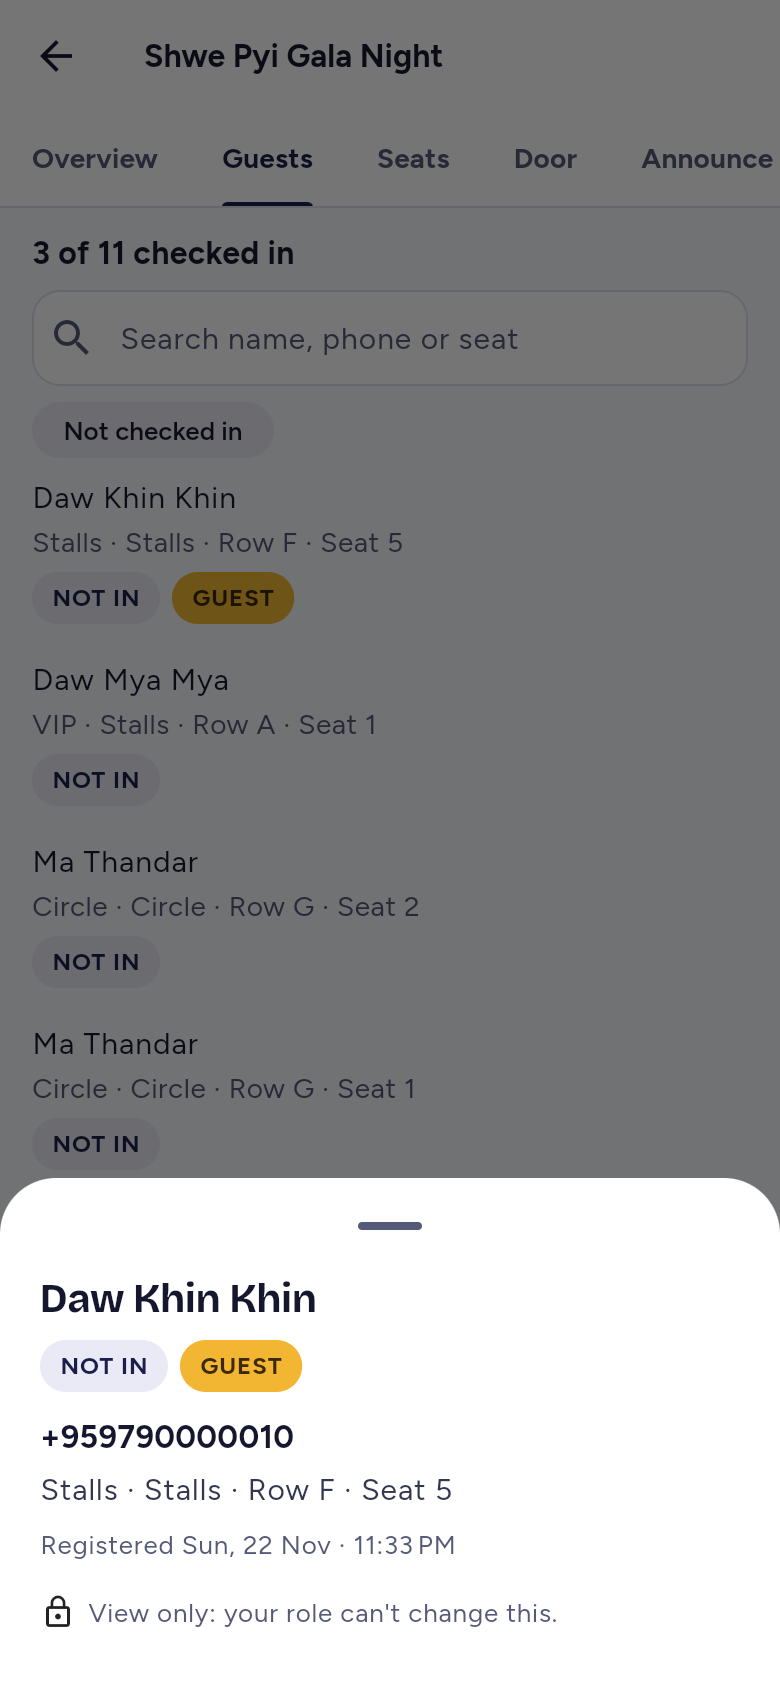 Shwe Pyi Gala Night
Overview Guests Seats Door Announce
3 of 11 checked in
Search name, phone or seat
Not checked in
Daw Khin Khin
Stalls · Stalls · Row F · Seat 5
NOT IN GUEST
Daw Mya Mya
VIP · Stalls · Row A · Seat 1
NOT IN
Ma Thandar
Circle · Circle · Row G · Seat 2
NOT IN
Ma Thandar
Circle · Circle · Row G · Seat 1
NOT IN
Daw Khin Khin
NOT IN GUEST
+959790000010
Stalls · Stalls · Row F · Seat 5
Registered Sun, 22 Nov · 11:33 PM
View only: your role can't change this.